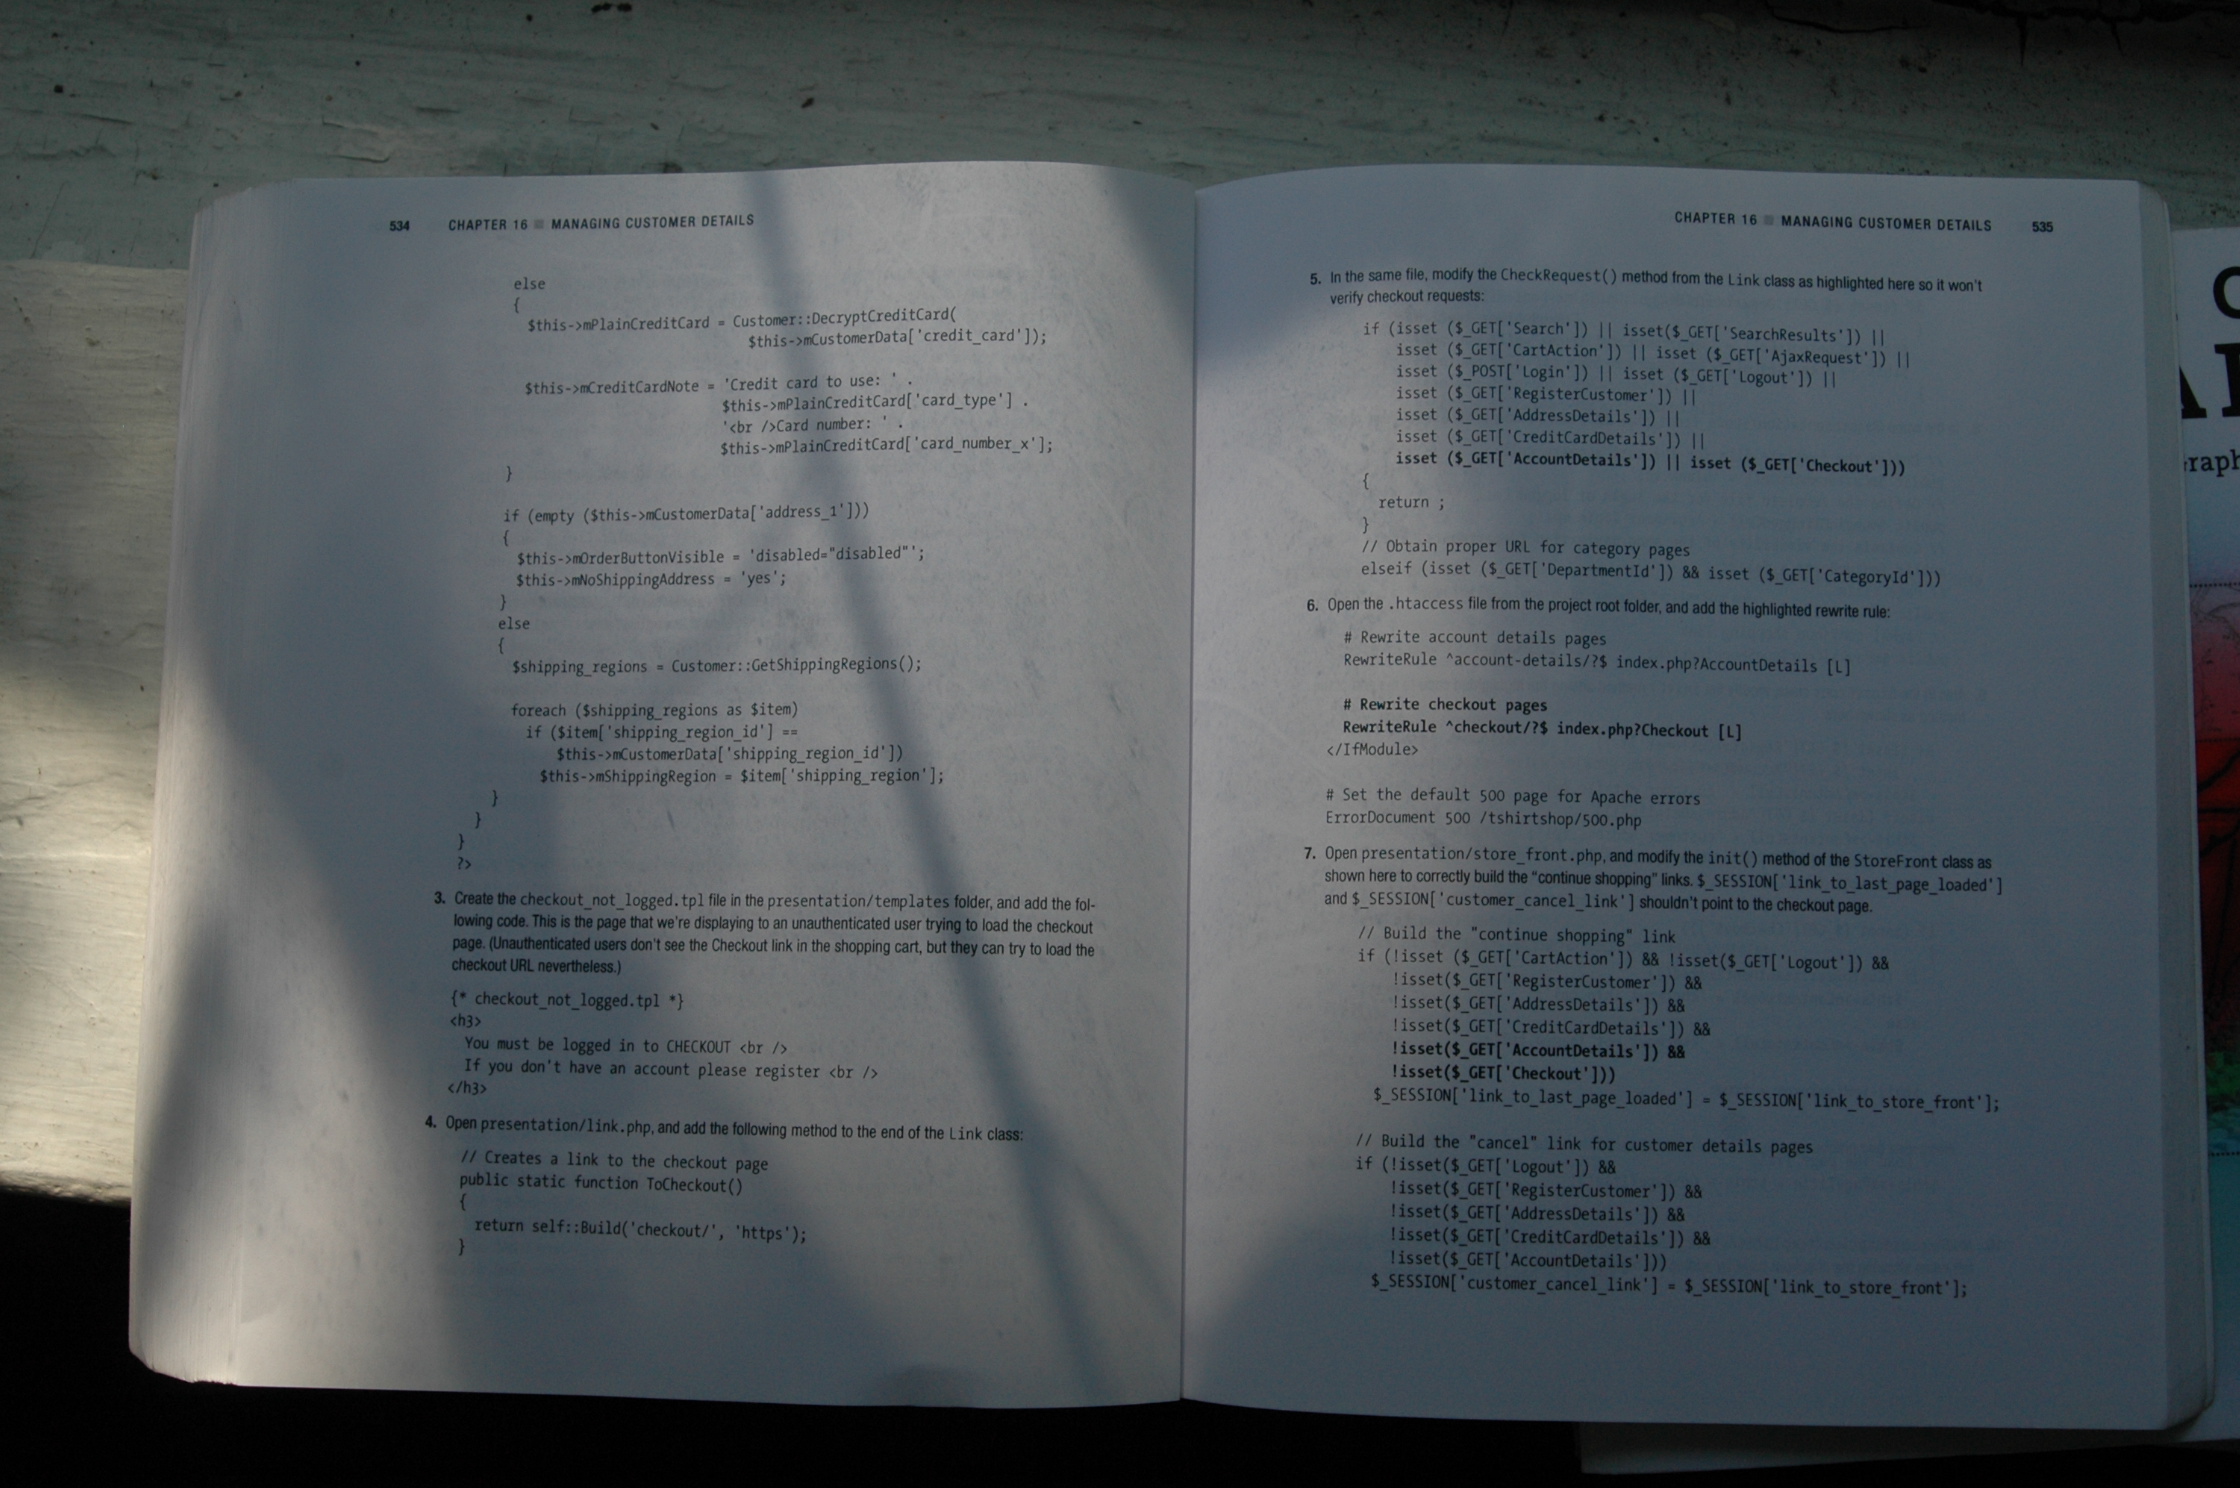 534 CHAPTER 16 ■ MANAGING CUSTOMER DETAILS
else
{
$this->mPlainCreditCard = Customer::DecryptCreditCard(
$this->mCustomerData['credit_card']);
$this->mCreditCardNote = 'Credit card to use: ' .
$this->mPlainCreditCard['card_type'] .
'<br />Card number: ' .
$this->mPlainCreditCard['card_number_x'];
}
if (empty ($this->mCustomerData['address_1']))
{
$this->mOrderButtonVisible = 'disabled="disabled"';
$this->mNoShippingAddress = 'yes';
}
else
{
$shipping_regions = Customer::GetShippingRegions();
foreach ($shipping_regions as $item)
if ($item['shipping_region_id'] ==
$this->mCustomerData['shipping_region_id'])
$this->mShippingRegion = $item['shipping_region'];
}
}
}
?>
3. Create the checkout_not_logged.tpl file in the presentation/templates folder, and add the fol-
lowing code. This is the page that we're displaying to an unauthenticated user trying to load the checkout
page. (Unauthenticated users don't see the Checkout link in the shopping cart, but they can try to load the
checkout URL nevertheless.)
{* checkout_not_logged.tpl *}
<h3>
You must be logged in to CHECKOUT <br />
If you don't have an account please register <br />
</h3>
4. Open presentation/link.php, and add the following method to the end of the Link class:
// Creates a link to the checkout page
public static function ToCheckout()
{
return self::Build('checkout/', 'https');
}
CHAPTER 16 ■ MANAGING CUSTOMER DETAILS 535
5. In the same file, modify the CheckRequest() method from the Link class as highlighted here so it won't
verify checkout requests:
if (isset ($_GET['Search']) || isset($_GET['SearchResults']) ||
isset ($_GET['CartAction']) || isset ($_GET['AjaxRequest']) ||
isset ($_POST['Login']) || isset ($_GET['Logout']) ||
isset ($_GET['RegisterCustomer']) ||
isset ($_GET['AddressDetails']) ||
isset ($_GET['CreditCardDetails']) ||
isset ($_GET['AccountDetails']) || isset ($_GET['Checkout']))
{
return ;
}
// Obtain proper URL for category pages
elseif (isset ($_GET['DepartmentId']) && isset ($_GET['CategoryId']))
6. Open the .htaccess file from the project root folder, and add the highlighted rewrite rule:
# Rewrite account details pages
RewriteRule ^account-details/?$ index.php?AccountDetails [L]
# Rewrite checkout pages
RewriteRule ^checkout/?$ index.php?Checkout [L]
</IfModule>
# Set the default 500 page for Apache errors
ErrorDocument 500 /tshirtshop/500.php
7. Open presentation/store_front.php, and modify the init() method of the StoreFront class as
shown here to correctly build the "continue shopping" links. $_SESSION['link_to_last_page_loaded']
and $_SESSION['customer_cancel_link'] shouldn't point to the checkout page.
// Build the "continue shopping" link
if (!isset ($_GET['CartAction']) && !isset($_GET['Logout']) &&
!isset($_GET['RegisterCustomer']) &&
!isset($_GET['AddressDetails']) &&
!isset($_GET['CreditCardDetails']) &&
!isset($_GET['AccountDetails']) &&
!isset($_GET['Checkout']))
$_SESSION['link_to_last_page_loaded'] = $_SESSION['link_to_store_front'];
// Build the "cancel" link for customer details pages
if (!isset($_GET['Logout']) &&
!isset($_GET['RegisterCustomer']) &&
!isset($_GET['AddressDetails']) &&
!isset($_GET['CreditCardDetails']) &&
!isset($_GET['AccountDetails']))
$_SESSION['customer_cancel_link'] = $_SESSION['link_to_store_front'];